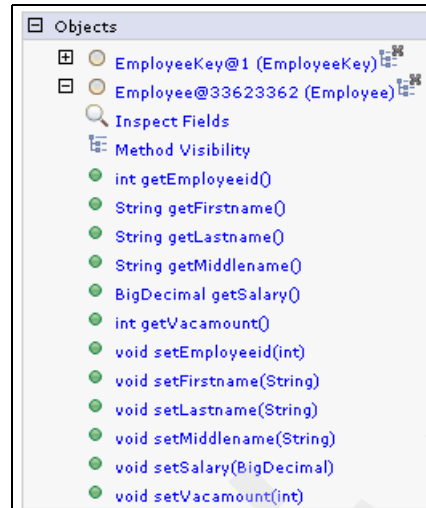 Objects
EmployeeKey@1 (EmployeeKey)
Employee@33623362 (Employee)
Inspect Fields
Method Visibility
int getEmployeeid()
String getFirstname()
String getLastname()
String getMiddlename()
BigDecimal getSalary()
int getVacamount()
void setEmployeeid(int)
void setFirstname(String)
void setLastname(String)
void setMiddlename(String)
void setSalary(BigDecimal)
void setVacamount(int)